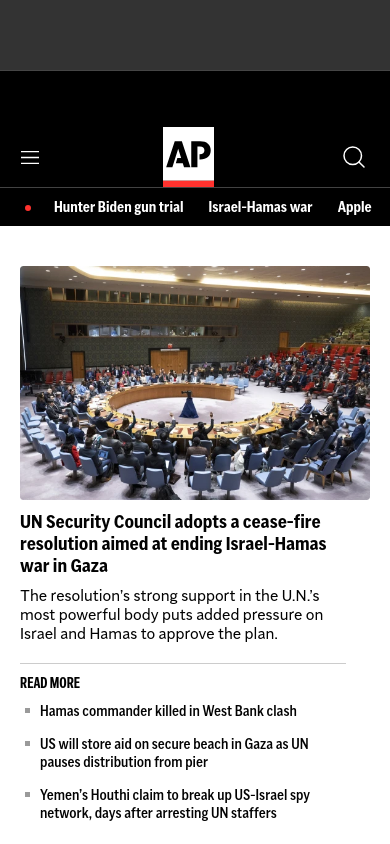 AP
Hunter Biden gun trial Israel-Hamas war Apple
UN Security Council adopts a cease-fire
resolution aimed at ending Israel-Hamas
war in Gaza
The resolution’s strong support in the U.N.’s
most powerful body puts added pressure on
Israel and Hamas to approve the plan.
READ MORE
Hamas commander killed in West Bank clash
US will store aid on secure beach in Gaza as UN
pauses distribution from pier
Yemen’s Houthi claim to break up US-Israel spy
network, days after arresting UN staffers